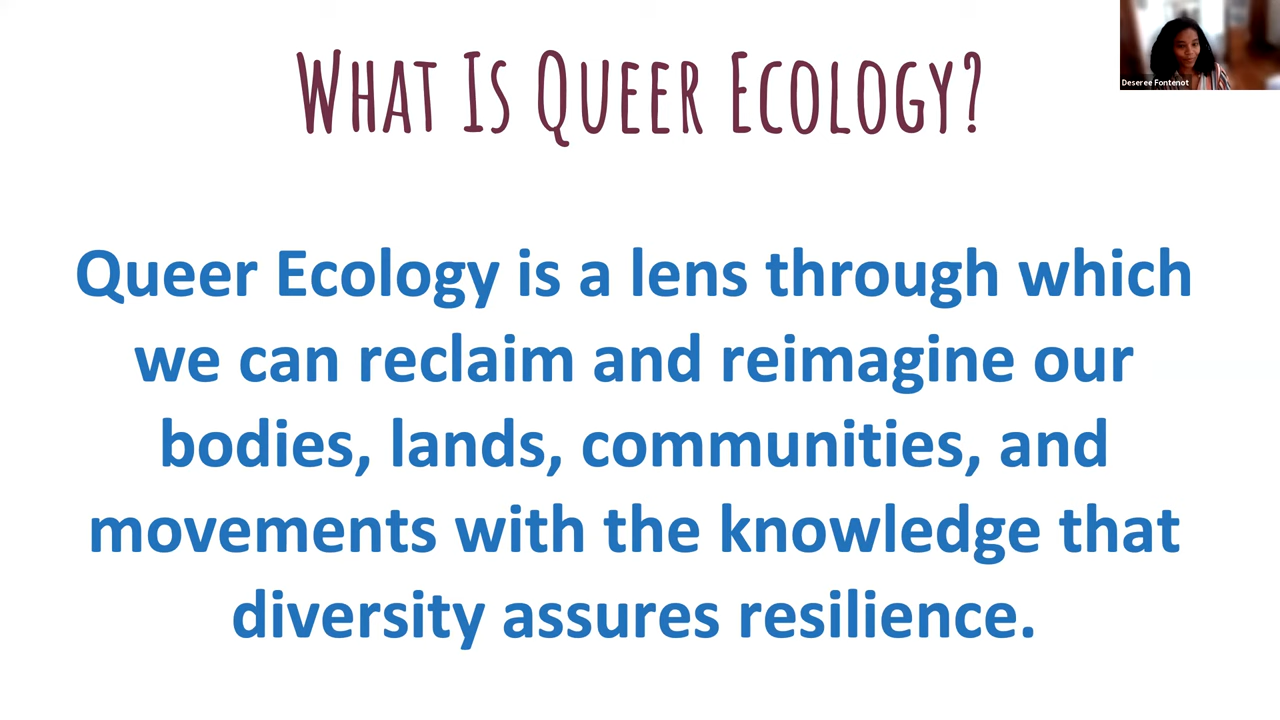 What Is Queer Ecology?
Deseree Fontenot
Queer Ecology is a lens through which
we can reclaim and reimagine our
bodies, lands, communities, and
movements with the knowledge that
diversity assures resilience.